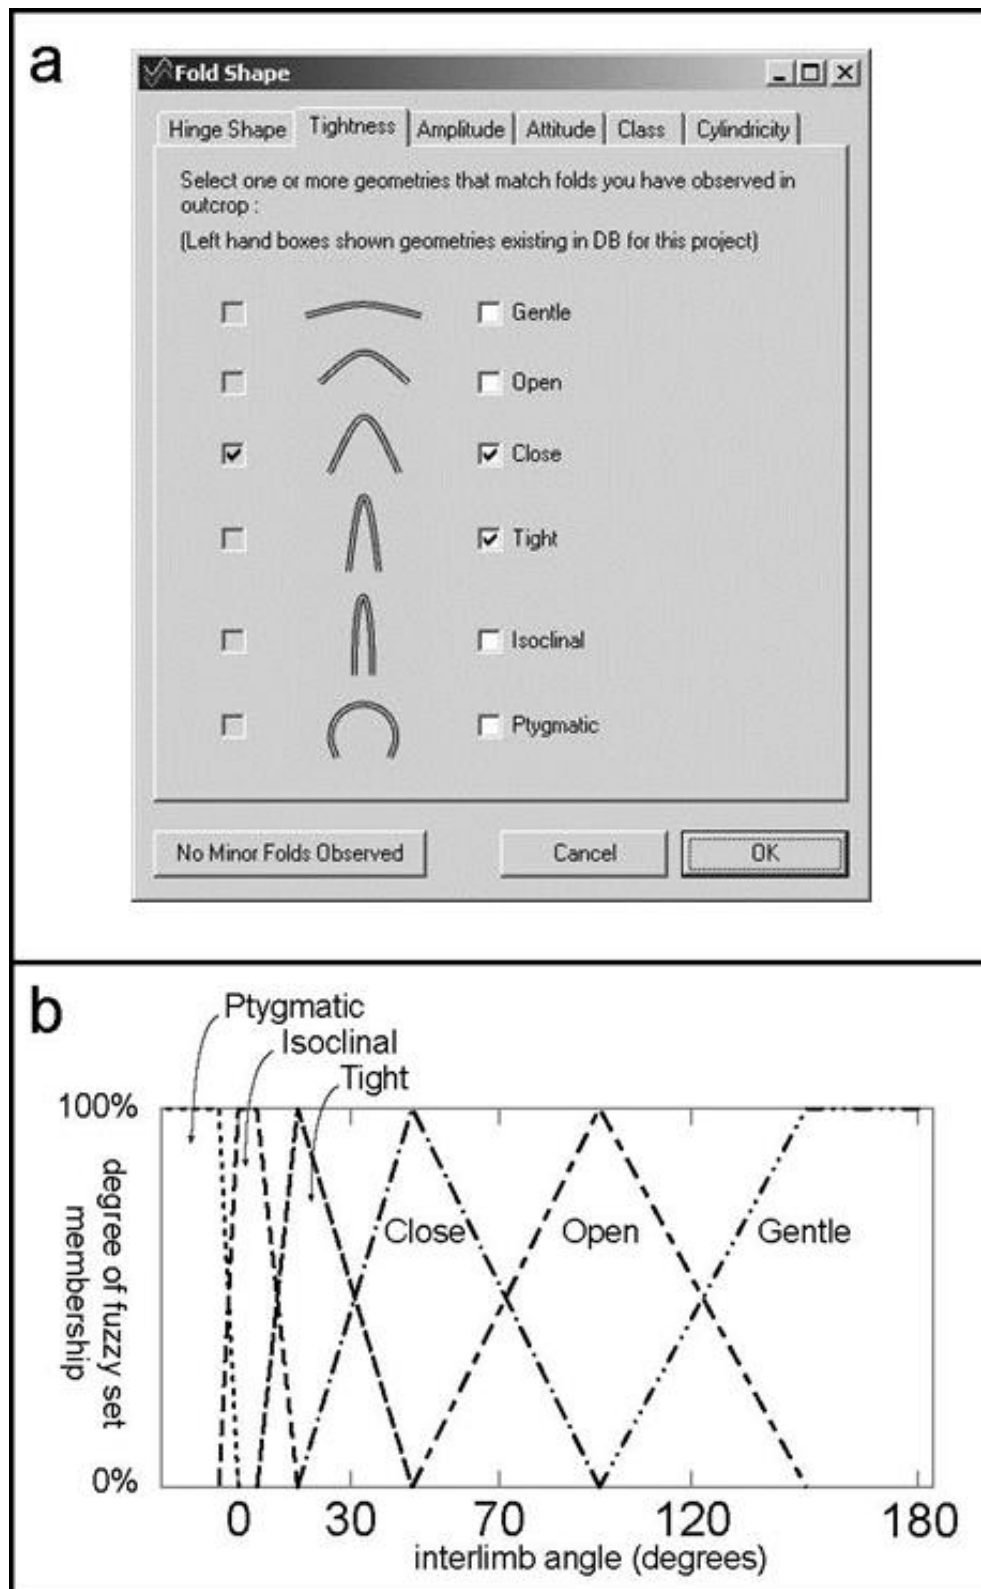 a
Fold Shape
Hinge Shape Tightness Amplitude Attitude Class Cylindricity
Select one or more geometries that match folds you have observed in
outcrop :
(Left hand boxes shown geometries existing in DB for this project)
Gentle
Open
Close
Tight
Isoclinal
Ptygmatic
No Minor Folds Observed Cancel OK
b
Ptygmatic
Isoclinal
Tight
100%
Close Open Gentle
degree of fuzzy set
membership
0%
0 30 70 120 180
interlimb angle (degrees)